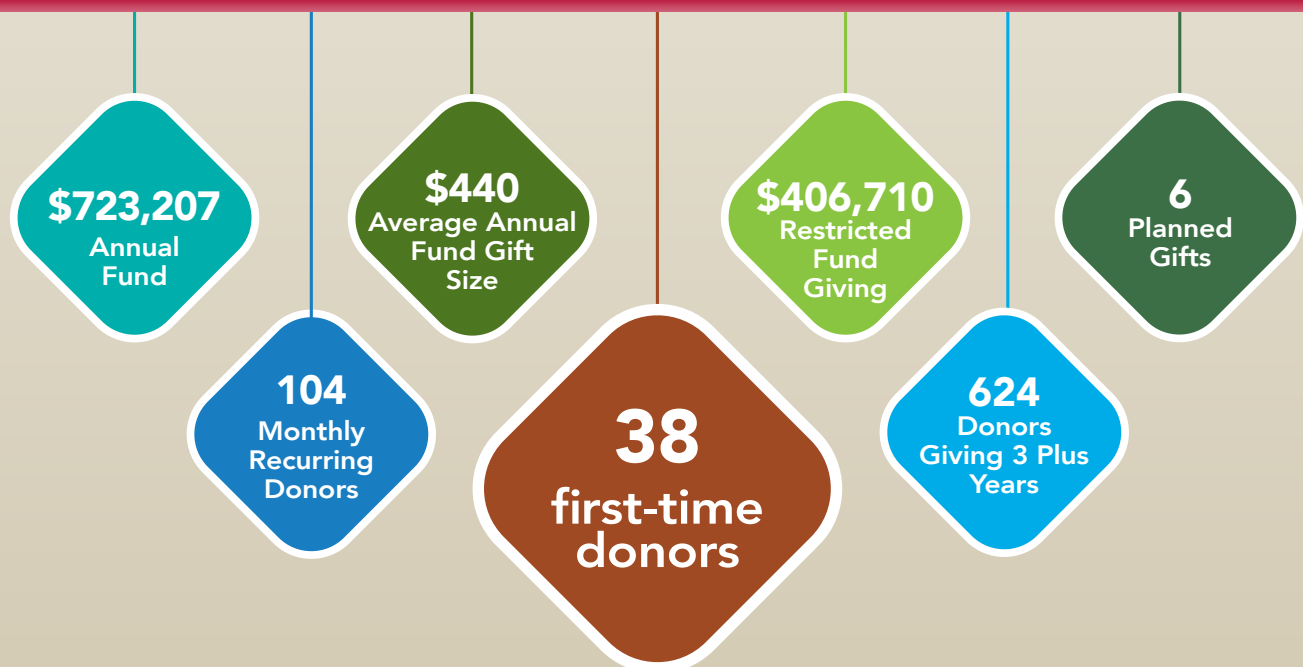 $723,207
Annual
Fund
104
Monthly
Recurring
Donors
$440
Average Annual
Fund Gift
Size
38
first-time
donors
$406,710
Restricted
Fund
Giving
624
Donors
Giving 3 Plus
Years
6
Planned
Gifts